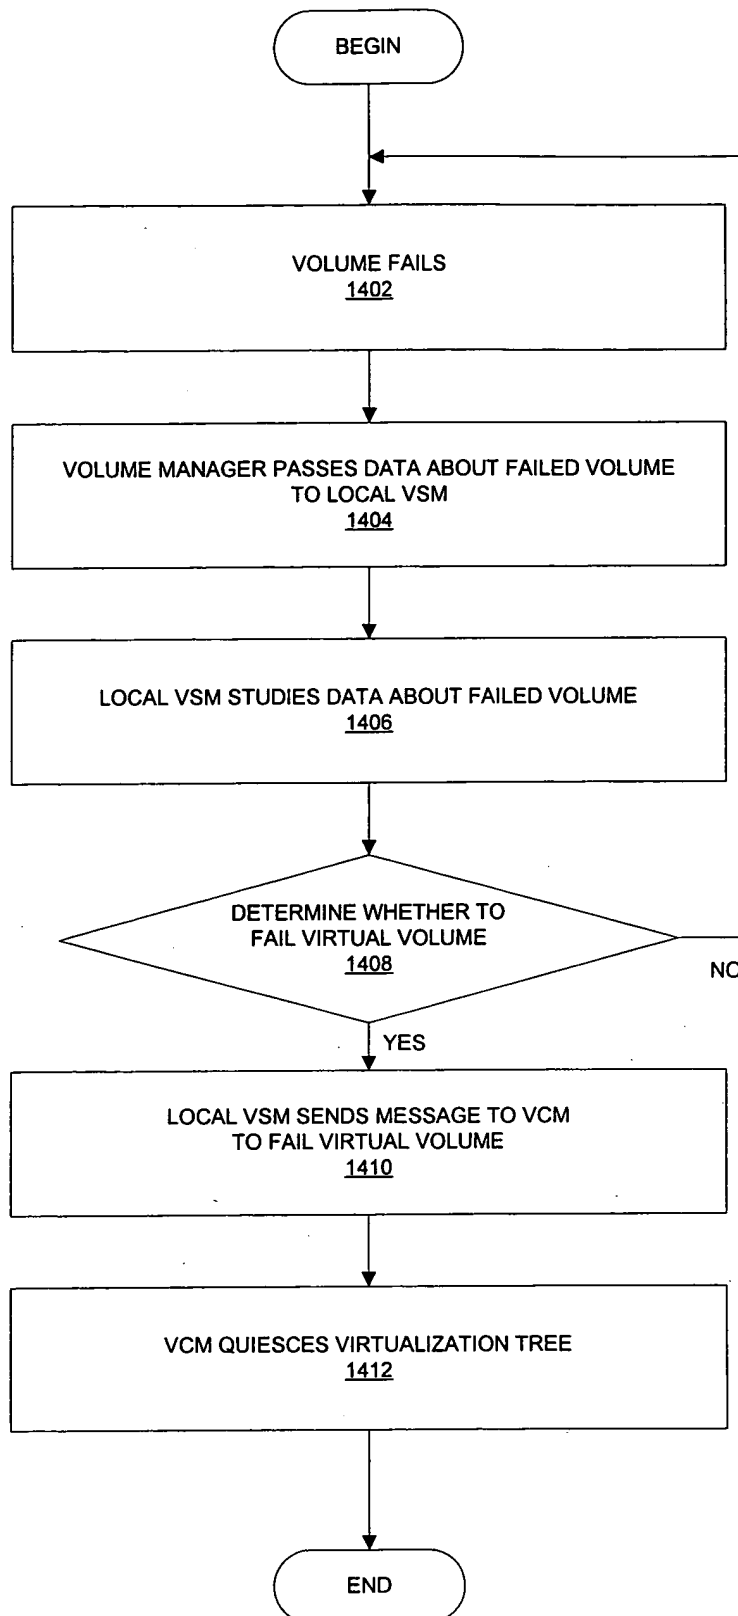 BEGIN
VOLUME FAILS
1402
VOLUME MANAGER PASSES DATA ABOUT FAILED VOLUME
TO LOCAL VSM
1404
LOCAL VSM STUDIES DATA ABOUT FAILED VOLUME
1406
DETERMINE WHETHER TO
FAIL VIRTUAL VOLUME
1408
NO
YES
LOCAL VSM SENDS MESSAGE TO VCM
TO FAIL VIRTUAL VOLUME
1410
VCM QUIESCES VIRTUALIZATION TREE
1412
END